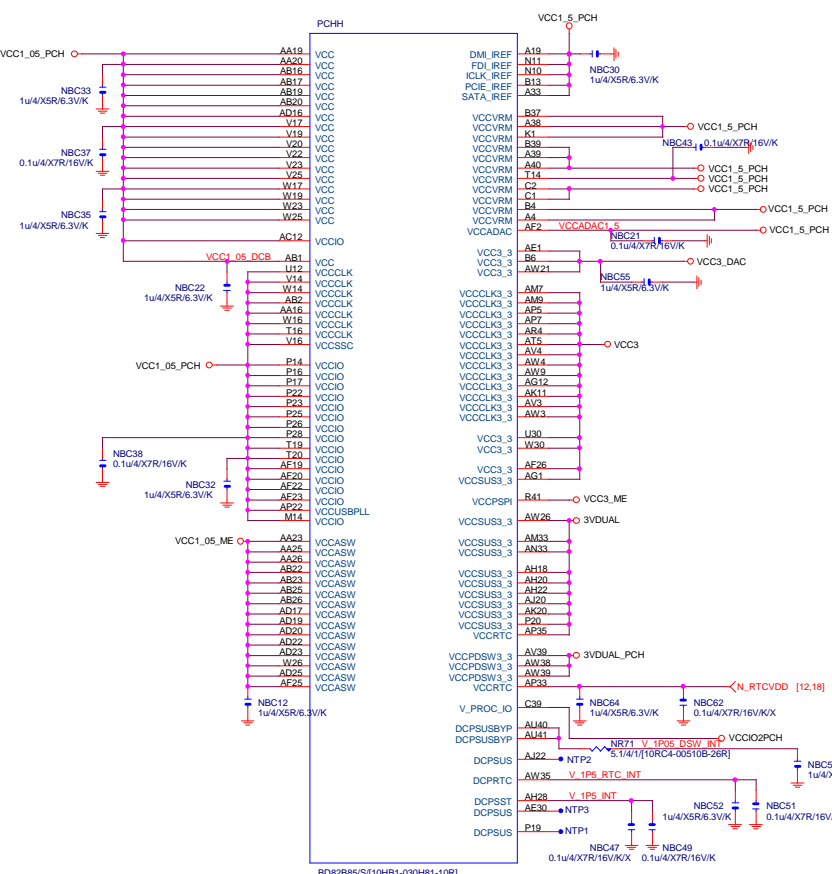 PCHH
VCC1_5_PCH
VCC1_05_PCH
AA19 VCC
AA20 VCC
AB16 VCC
AB17 VCC
AB19 VCC
AB20 VCC
AD16 VCC
V17 VCC
V19 VCC
V20 VCC
V22 VCC
V23 VCC
V25 VCC
W17 VCC
W19 VCC
W23 VCC
W25 VCC
AC12 VCCIO
NBC33
1u/4/X5R/6.3V/K
NBC37
0.1u/4/X7R/16V/K
NBC35
1u/4/X5R/6.3V/K
VCC1_05_DCB
AB1 VCC
U12 VCCCLK
V14 VCCCLK
W14 VCCCLK
AB2 VCCCLK
AA16 VCCCLK
W16 VCCCLK
T16 VCCCLK
V16 VCCSSC
NBC22
1u/4/X5R/6.3V/K
VCC1_05_PCH
P14 VCCIO
P16 VCCIO
P17 VCCIO
P22 VCCIO
P23 VCCIO
P25 VCCIO
P26 VCCIO
P28 VCCIO
T19 VCCIO
T20 VCCIO
AF19 VCCIO
AF20 VCCIO
AF22 VCCIO
AF23 VCCIO
AP22 VCCUSBPLL
M14 VCCIO
NBC38
0.1u/4/X7R/16V/K
NBC32
1u/4/X5R/6.3V/K
VCC1_05_ME
AA23 VCCASW
AA25 VCCASW
AA26 VCCASW
AB22 VCCASW
AB23 VCCASW
AB25 VCCASW
AB26 VCCASW
AD17 VCCASW
AD19 VCCASW
AD20 VCCASW
AD22 VCCASW
AD23 VCCASW
W26 VCCASW
AD25 VCCASW
AF25 VCCASW
NBC12
1u/4/X5R/6.3V/K
DMI_IREF A19
FDI_IREF N11
ICLK_IREF N10
PCIE_IREF B13
SATA_IREF A33
NBC30
1u/4/X5R/6.3V/K
VCCVRM B37
VCCVRM A38
VCCVRM K1
VCCVRM B39
VCCVRM A39
VCCVRM A40
VCCVRM T14
VCCVRM C2
VCCVRM C1
VCCVRM B4
VCCVRM A4
VCCADAC AF2
VCC1_5_PCH
NBC43 0.1u/4/X7R/16V/K
VCC1_5_PCH
VCC1_5_PCH
VCC1_5_PCH
VCC1_5_PCH
VCCADAC1_5
VCC1_5_PCH
NBC21
0.1u/4/X7R/16V/K
VCC3_3 AE1
VCC3_3 B6
VCC3_3 AW21
VCC3_DAC
NBC55
1u/4/X5R/6.3V/K
VCCCLK3_3 AM7
VCCCLK3_3 AM9
VCCCLK3_3 AP5
VCCCLK3_3 AP7
VCCCLK3_3 AR4
VCCCLK3_3 AT5
VCCCLK3_3 AV4
VCCCLK3_3 AW4
VCCCLK3_3 AW9
VCCCLK3_3 AG12
VCCCLK3_3 AK11
VCCCLK3_3 AV3
VCCCLK3_3 AW3
VCC3
VCC3_3 U30
VCC3_3 W30
VCC3_3 AF26
VCCSUS3_3 AG1
VCCPSPI R41 VCC3_ME
VCCSUS3_3 AW26 3VDUAL
VCCSUS3_3 AM33
VCCSUS3_3 AN33
VCCSUS3_3 AH18
VCCSUS3_3 AH20
VCCSUS3_3 AH22
VCCSUS3_3 AJ20
VCCSUS3_3 AK20
VCCSUS3_3 P20
VCCRTC AP35
VCCPDSW3_3 AV39 3VDUAL_PCH
VCCPDSW3_3 AW38
VCCPDSW3_3 AW39
VCCRTC AP33
N_RTCVDD [12,18]
NBC64
1u/4/X5R/6.3V/K
NBC62
0.1u/4/X7R/16V/K/X
V_PROC_IO C39
VCCIO2PCH
DCPSUSBYP AU40
DCPSUSBYP AU41
NR71 V_1P05_DSW_INT
5.1/4/1/[10RC4-00510B-26R]
DCPSUS AJ22 NTP2
DCPRTC AW35 V_1P5_RTC_INT
NBC52
1u/4/X5R/6.3V/K
NBC51
DCPSST AH28 V_1P5_INT
DCPSUS AE30 NTP3
DCPSUS P19 NTP1
NBC47
0.1u/4/X7R/16V/K/X
NBC49
0.1u/4/X7R/16V/K
BD82B85/S/[10HB1-030H81-10R]